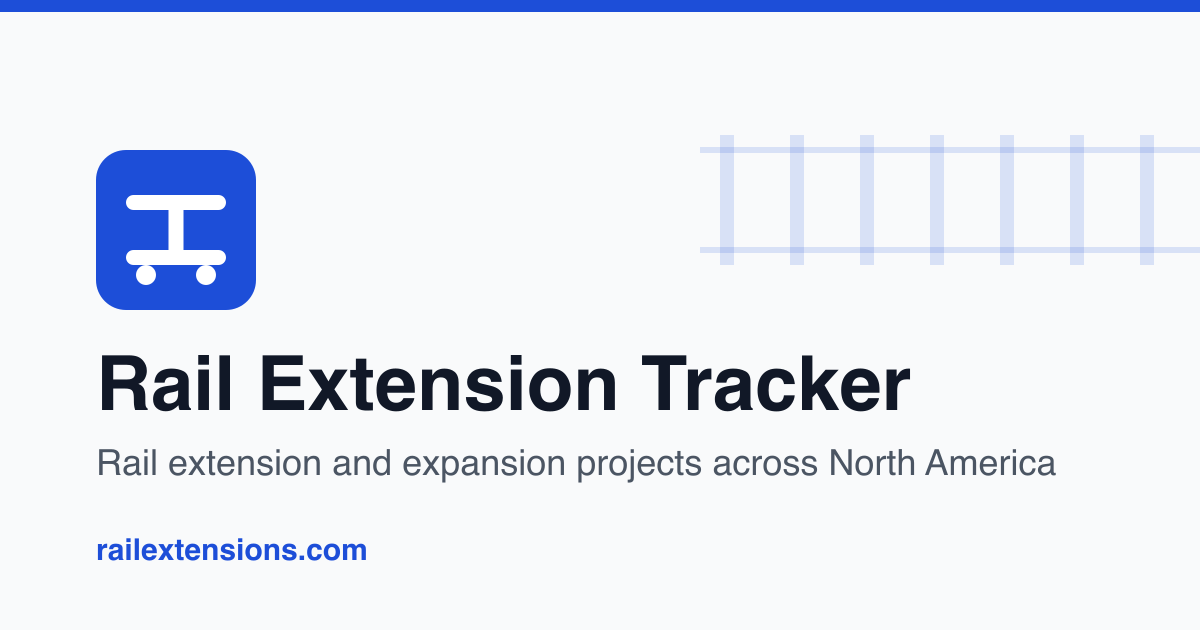 Rail Extension Tracker
Rail extension and expansion projects across North America
railextensions.com